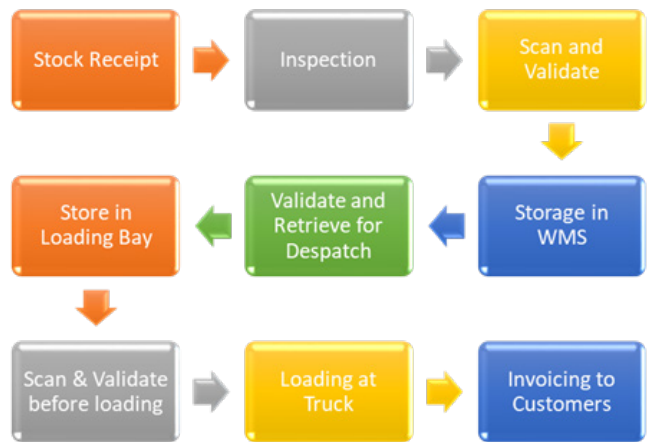 Stock Receipt
Inspection
Scan and
Validate
Storage in
WMS
Validate and
Retrieve for
Despatch
Store in
Loading Bay
Scan & Validate
before loading
Loading at
Truck
Invoicing to
Customers